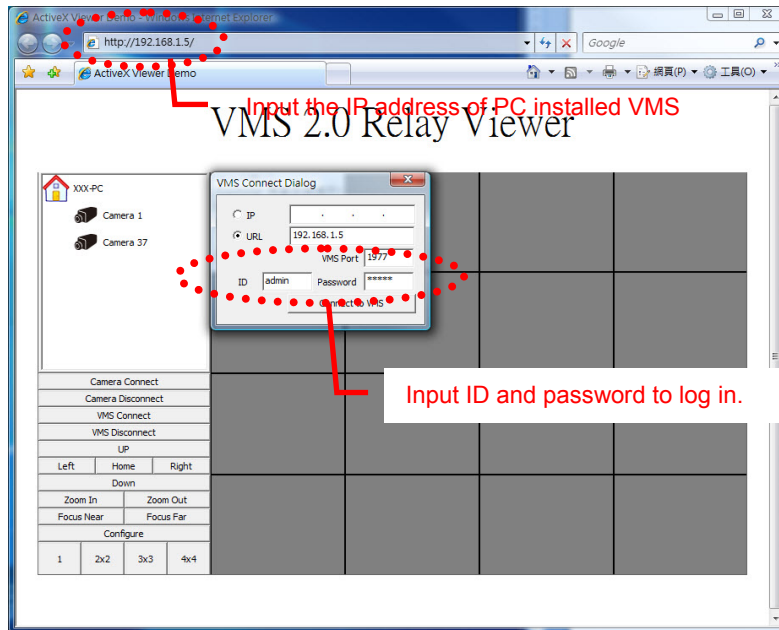 ActiveX Viewer Demo - Windows Internet Explorer
http://192.168.1.5/
Google
ActiveX Viewer Demo
網頁(P)
工具(O)
Input the IP address of PC installed VMS
VMS 2.0 Relay Viewer
XXX-PC
Camera 1
Camera 37
VMS Connect Dialog
IP . . .
URL 192.168.1.5
VMS Port 1977
ID admin Password *****
Connect to VMS
Input ID and password to log in.
Camera Connect
Camera Disconnect
VMS Connect
VMS Disconnect
UP
Left Home Right
Down
Zoom In Zoom Out
Focus Near Focus Far
Configure
1 2x2 3x3 4x4